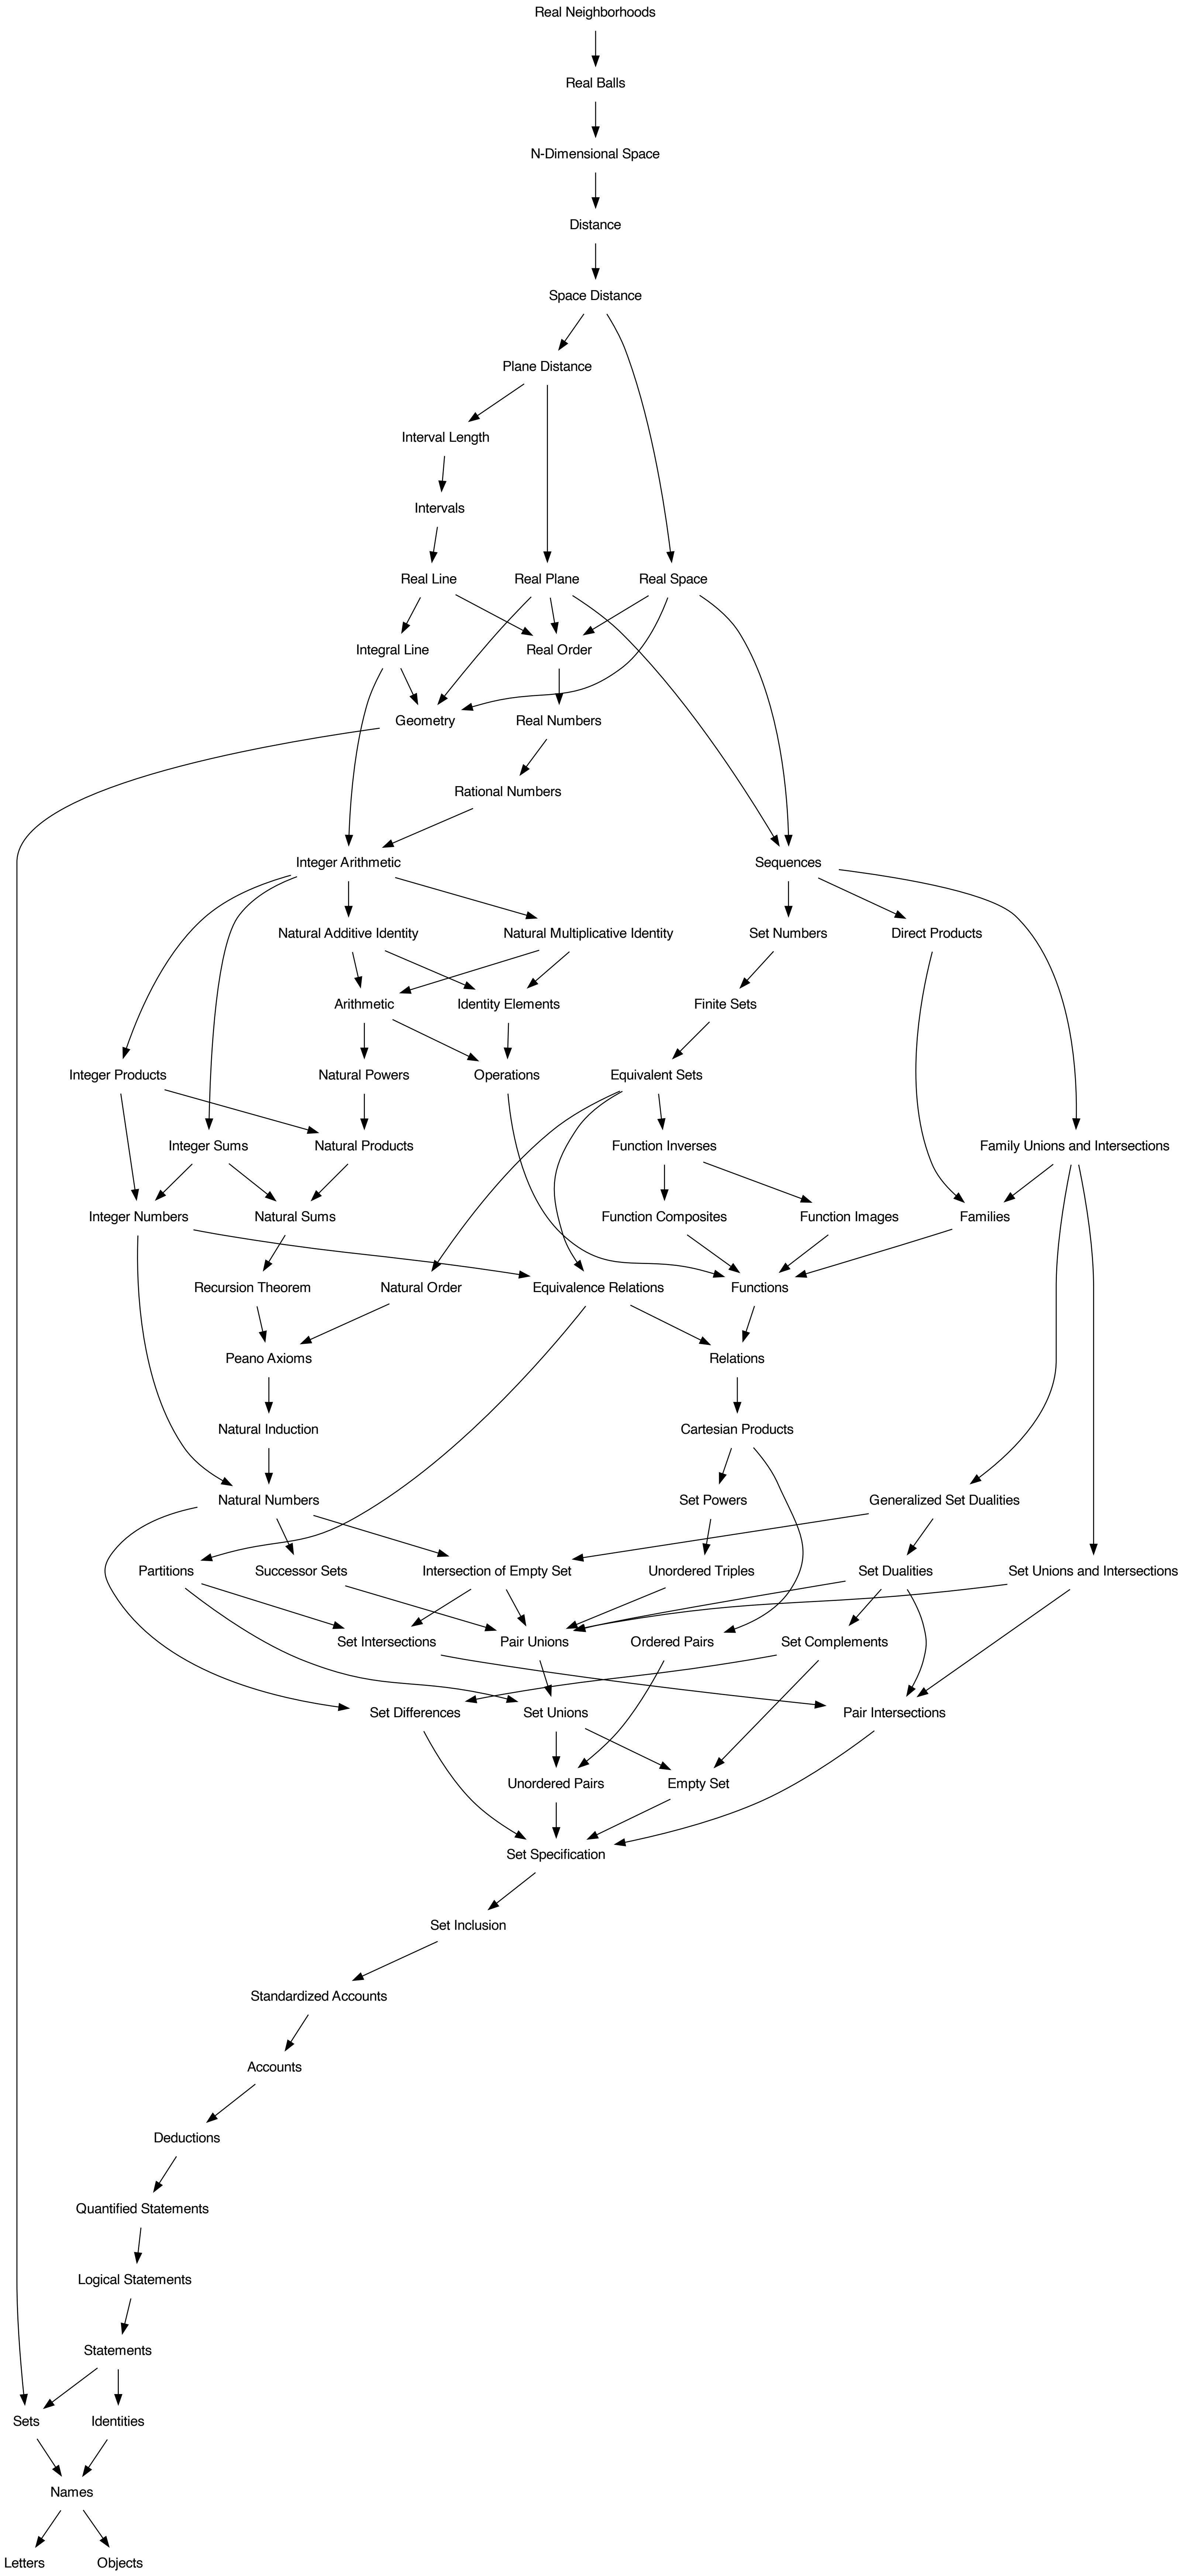 Real Neighborhoods
Real Balls
N-Dimensional Space
Distance
Space Distance
Plane Distance
Interval Length
Intervals
Real Line
Real Plane
Real Space
Integral Line
Real Order
Geometry
Real Numbers
Rational Numbers
Integer Arithmetic
Sequences
Natural Additive Identity
Natural Multiplicative Identity
Set Numbers
Direct Products
Arithmetic
Identity Elements
Finite Sets
Integer Products
Natural Powers
Operations
Equivalent Sets
Integer Sums
Natural Products
Function Inverses
Family Unions and Intersections
Integer Numbers
Natural Sums
Function Composites
Function Images
Families
Recursion Theorem
Natural Order
Equivalence Relations
Functions
Peano Axioms
Relations
Natural Induction
Cartesian Products
Natural Numbers
Set Powers
Generalized Set Dualities
Partitions
Successor Sets
Intersection of Empty Set
Unordered Triples
Set Dualities
Set Unions and Intersections
Set Intersections
Pair Unions
Ordered Pairs
Set Complements
Set Differences
Set Unions
Pair Intersections
Unordered Pairs
Empty Set
Set Specification
Set Inclusion
Standardized Accounts
Accounts
Deductions
Quantified Statements
Logical Statements
Statements
Sets
Identities
Names
Letters
Objects